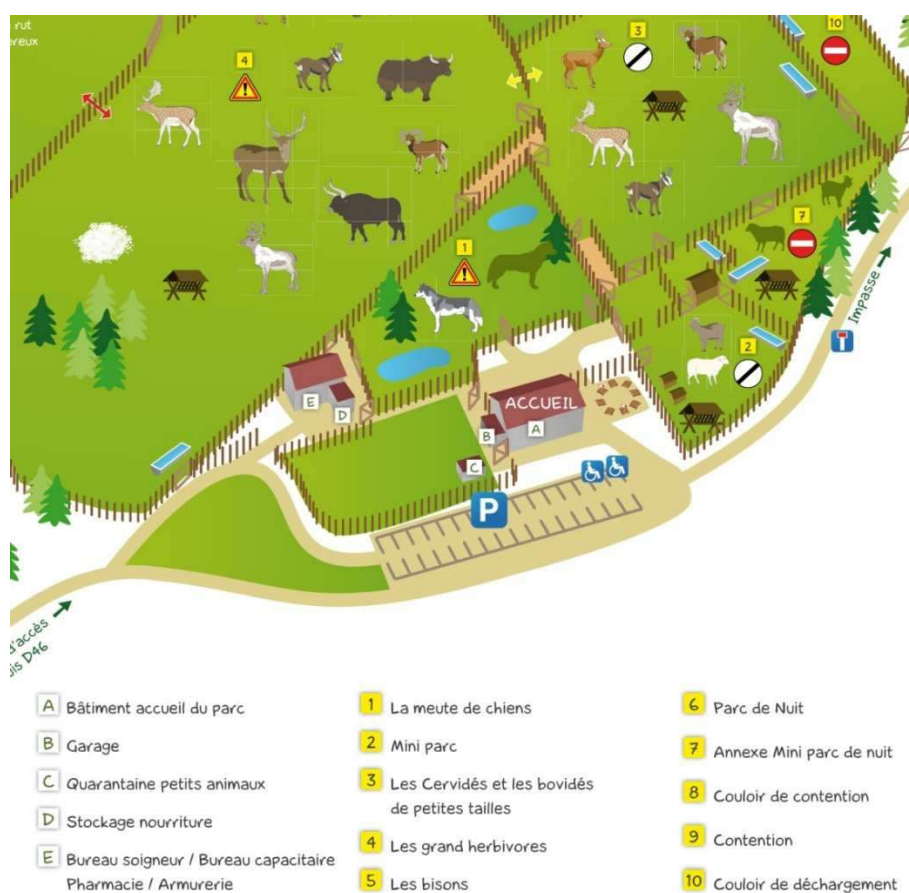 rut
10
3
4
7
1
Impasse
2
E
D
ACCUEIL
B
A
C
P
d'accès
D46
A Bâtiment accueil du parc
B Garage
C Quarantaine petits animaux
D Stockage nourriture
E Bureau soigneur / Bureau capacitaire
Pharmacie / Armurerie
1 La meute de chiens
2 Mini parc
3 Les Cervidés et les bovidés
de petites tailles
4 Les grand herbivores
5 Les bisons
6 Parc de Nuit
7 Annexe Mini parc de nuit
8 Couloir de contention
9 Contention
10 Couloir de déchargement